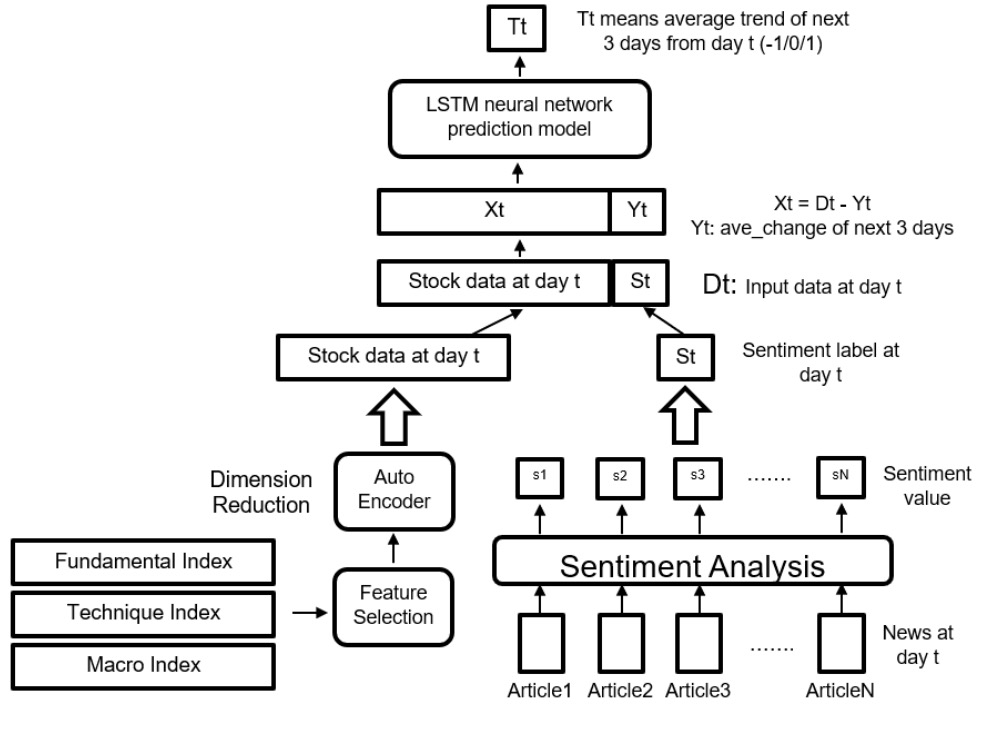 Tt
Tt means average trend of next
3 days from day t (-1/0/1)
LSTM neural network
prediction model
Xt
Yt
Xt = Dt - Yt
Yt: ave_change of next 3 days
Stock data at day t
St
Dt: Input data at day t
Stock data at day t
St
Sentiment label at
day t
Dimension
Reduction
Auto
Encoder
s1
s2
s3
.......
sN
Sentiment
value
Fundamental Index
Technique Index
Macro Index
Feature
Selection
Sentiment Analysis
.......
News at
day t
Article1
Article2
Article3
ArticleN